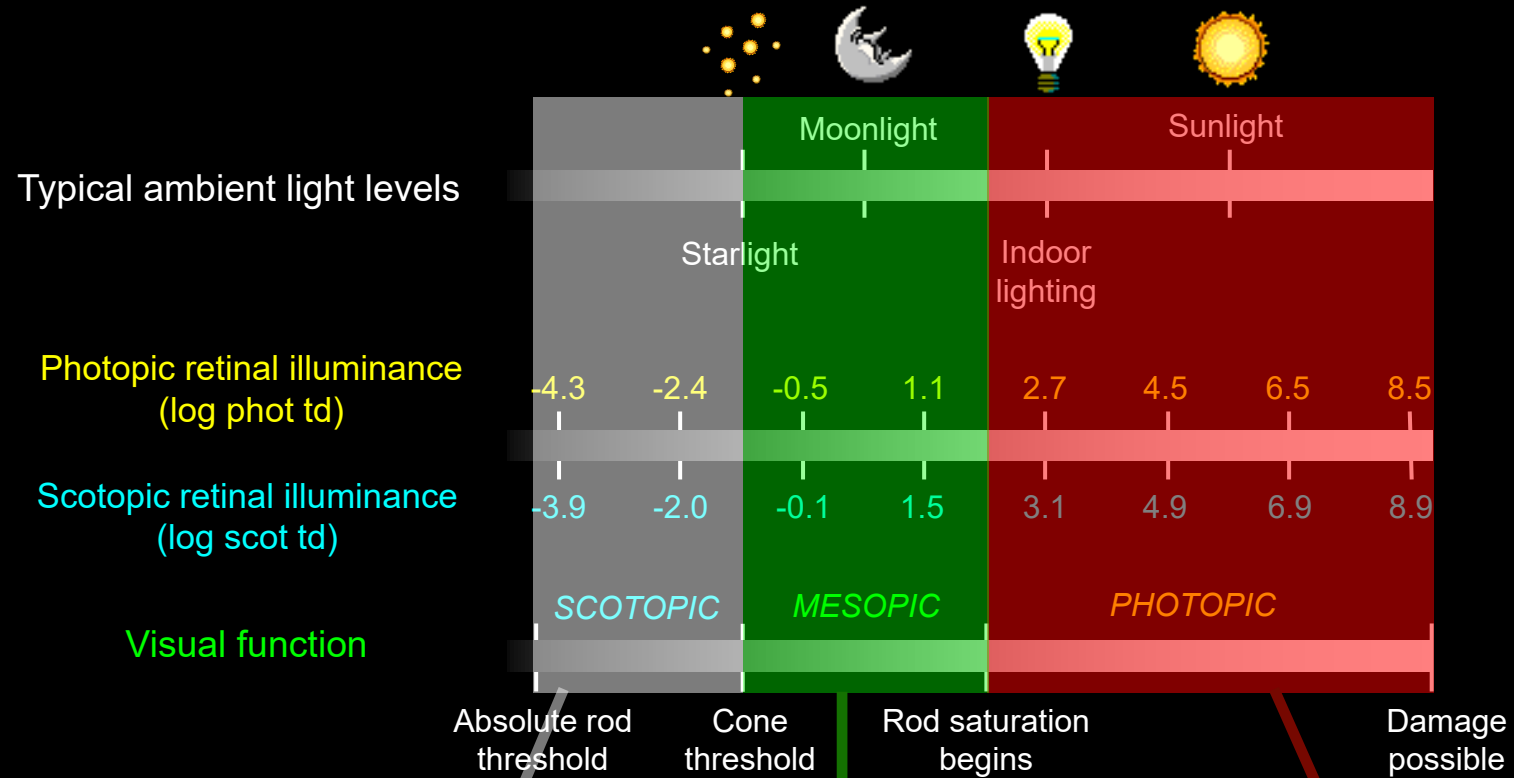 Moonlight
Sunlight
Typical ambient light levels
Starlight
Indoor
lighting
Photopic retinal illuminance
(log phot td)
-4.3 -2.4 -0.5 1.1 2.7 4.5 6.5 8.5
Scotopic retinal illuminance
(log scot td)
-3.9 -2.0 -0.1 1.5 3.1 4.9 6.9 8.9
SCOTOPIC MESOPIC PHOTOPIC
Visual function
Absolute rod
threshold
Cone
threshold
Rod saturation
begins
Damage
possible